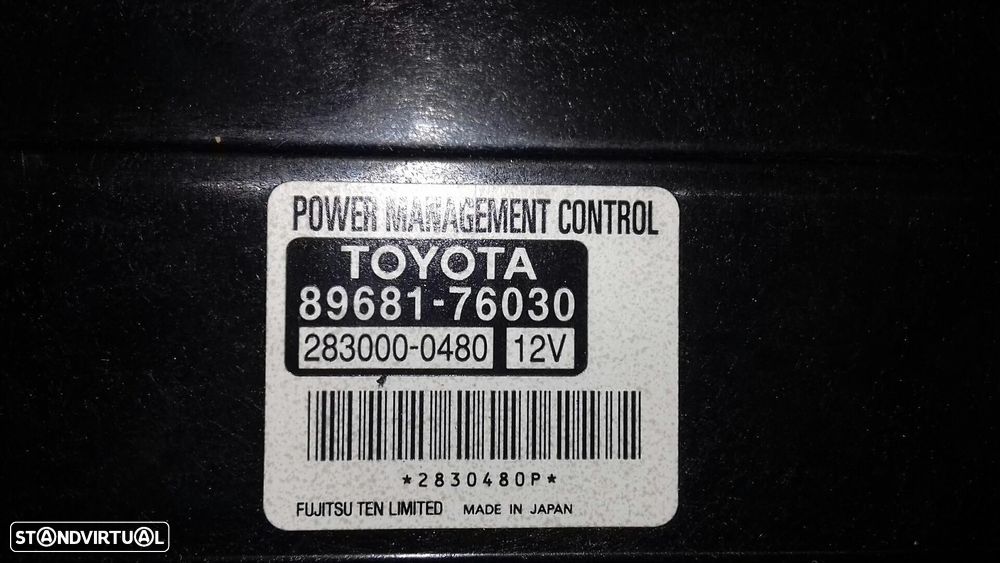 POWER MANAGEMENT CONTROL
TOYOTA
89681-76030
283000-0480 12V
*2830480P*
FUJITSU TEN LIMITED MADE IN JAPAN
STANDVIRTUAL